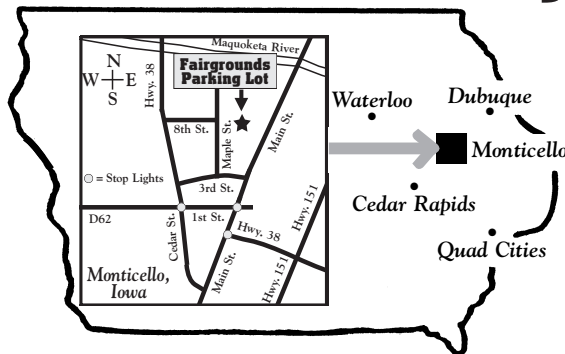 Maquoketa River
N
W E
S
Hwy. 38
Fairgrounds
Parking Lot
8th St.
Maple St.
Main St.
= Stop Lights
3rd St.
D62
1st St.
Cedar St.
Hwy. 38
Hwy. 151
Main St.
Hwy. 151
Monticello,
Iowa
Waterloo
Dubuque
Monticello
Cedar Rapids
Quad Cities